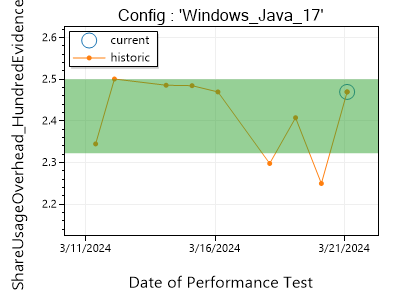 Config : 'Windows_Java_17'
current
historic
ShareUsageOverhead_HundredEvidence
2.6
2.5
2.4
2.3
2.2
3/11/2024
3/16/2024
3/21/2024
Date of Performance Test